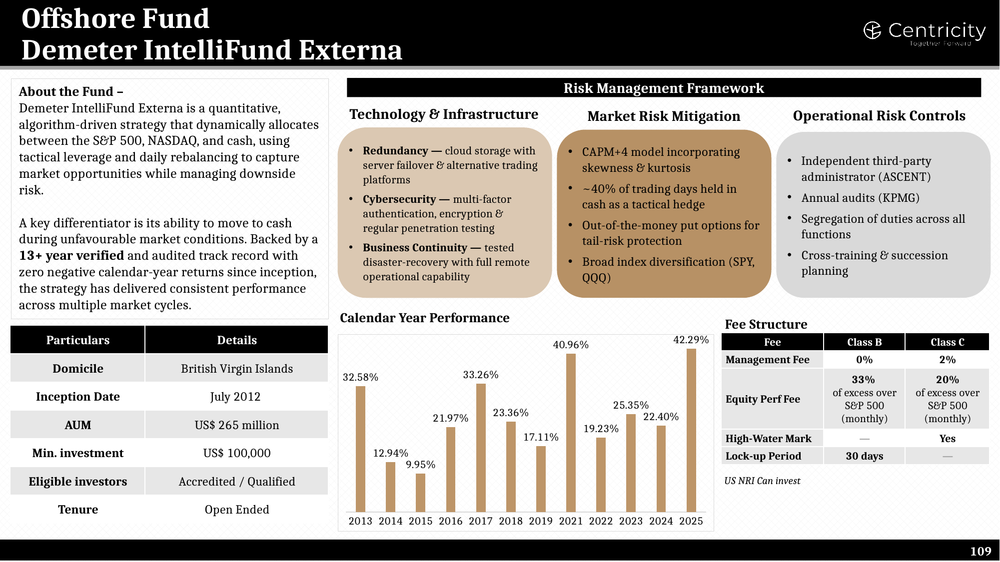 Offshore Fund
Demeter IntelliFund Externa
Centricity
Together Forward
About the Fund –
Demeter IntelliFund Externa is a quantitative,
algorithm-driven strategy that dynamically allocates
between the S&P 500, NASDAQ, and cash, using
tactical leverage and daily rebalancing to capture
market opportunities while managing downside
risk.
A key differentiator is its ability to move to cash
during unfavourable market conditions. Backed by a
13+ year verified and audited track record with
zero negative calendar-year returns since inception,
the strategy has delivered consistent performance
across multiple market cycles.
Particulars Details
Domicile British Virgin Islands
Inception Date July 2012
AUM US$ 265 million
Min. investment US$ 100,000
Eligible investors Accredited / Qualified
Tenure Open Ended
Risk Management Framework
Technology & Infrastructure
• Redundancy — cloud storage with
server failover & alternative trading
platforms
• Cybersecurity — multi-factor
authentication, encryption &
regular penetration testing
• Business Continuity — tested
disaster-recovery with full remote
operational capability
Market Risk Mitigation
• CAPM+4 model incorporating
skewness & kurtosis
• ~40% of trading days held in
cash as a tactical hedge
• Out-of-the-money put options for
tail-risk protection
• Broad index diversification (SPY,
QQQ)
Operational Risk Controls
• Independent third-party
administrator (ASCENT)
• Annual audits (KPMG)
• Segregation of duties across all
functions
• Cross-training & succession
planning
Calendar Year Performance
32.58% 12.94% 9.95% 21.97% 33.26% 23.36% 17.11% 40.96% 19.23% 25.35% 22.40% 42.29%
2013 2014 2015 2016 2017 2018 2019 2021 2022 2023 2024 2025
Fee Structure
Fee Class B Class C
Management Fee 0% 2%
Equity Perf Fee
33%
of excess over
S&P 500
(monthly)
20%
of excess over
S&P 500
(monthly)
High-Water Mark — Yes
Lock-up Period 30 days —
US NRI Can invest
109